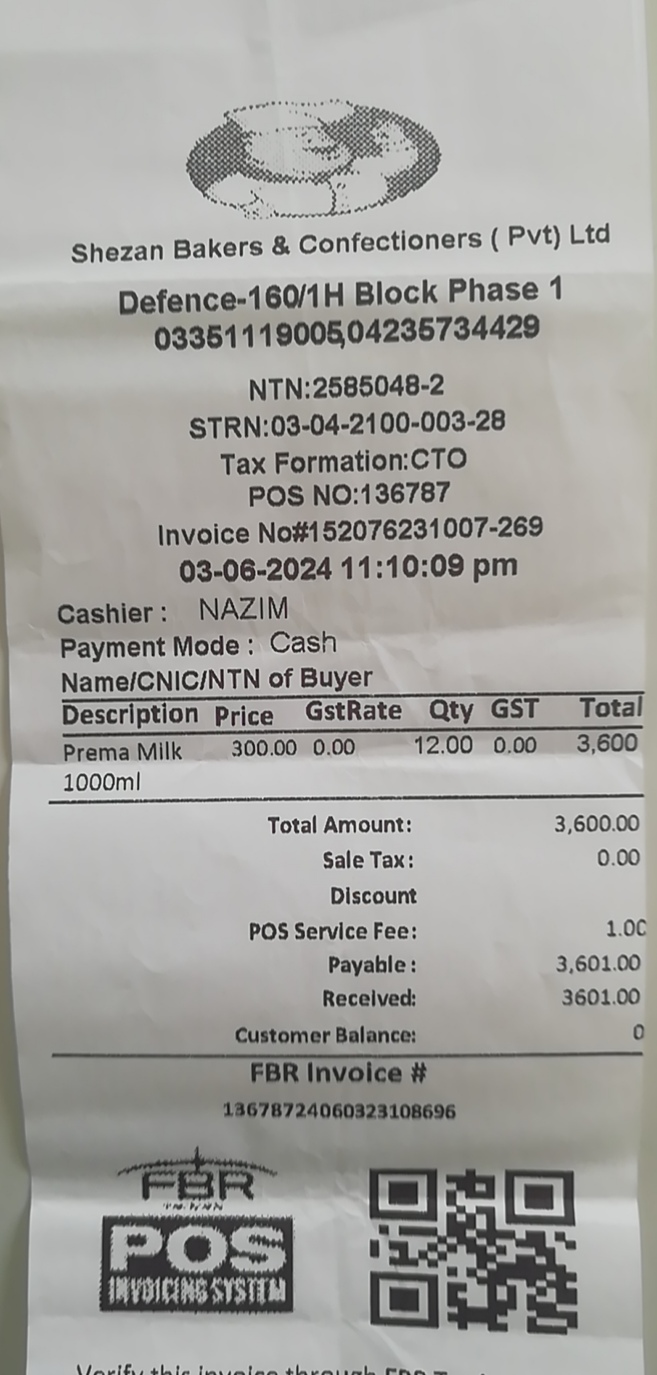 Shezan Bakers & Confectioners ( Pvt) Ltd
Defence-160/1H Block Phase 1
03351119005,04235734429
NTN:2585048-2
STRN:03-04-2100-003-28
Tax Formation:CTO
POS NO:136787
Invoice No#152076231007-269
03-06-2024 11:10:09 pm
Cashier : NAZIM
Payment Mode : Cash
Name/CNIC/NTN of Buyer
Description Price GstRate Qty GST Total
Prema Milk 300.00 0.00 12.00 0.00 3,600
1000ml
Total Amount: 3,600.00
Sale Tax: 0.00
Discount
POS Service Fee: 1.00
Payable: 3,601.00
Received: 3601.00
Customer Balance: 0
FBR Invoice #
13678724060323108696
FBR
POS
INVOICING SYSTEM
Verify this invoice through FBR